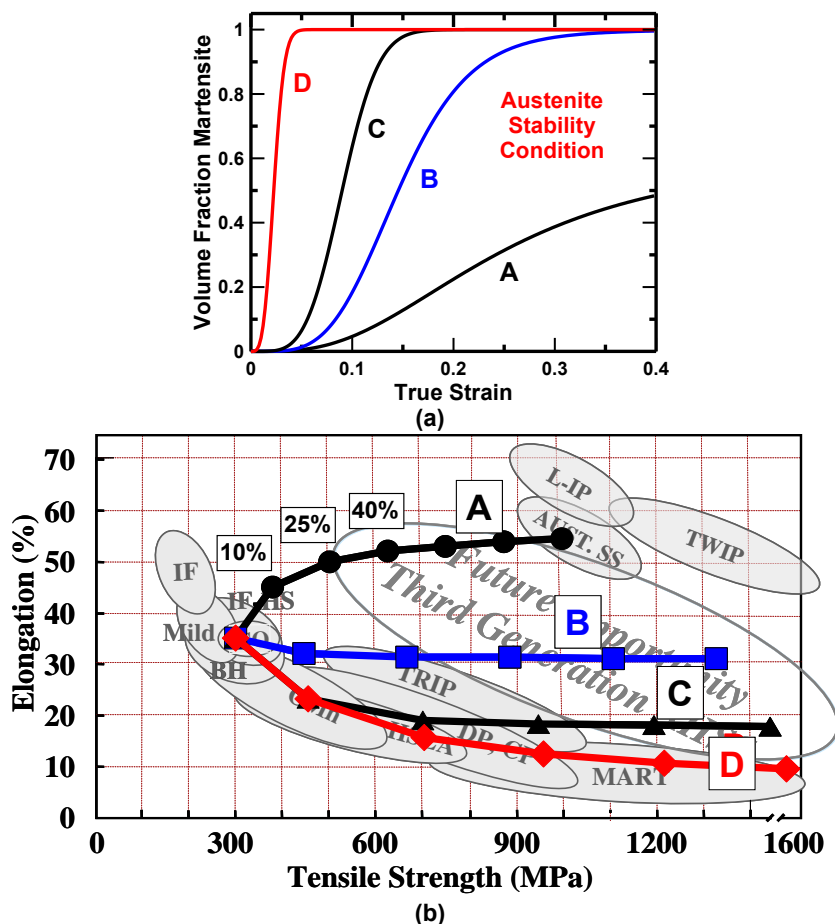 1
0.8
0.6
0.4
0.2
0
Volume Fraction Martensite
D
C
B
A
Austenite
Stability
Condition
0 0.1 0.2 0.3 0.4
True Strain
(a)
70
60
50
40
30
20
10
0
Elongation (%)
L-IP
AUST. SS
TWIP
A
40%
25%
10%
IF
IF-HS
Mild
BH
Future Opportunity
Third Generation
B
TRIP
C
HSLA
DP, CP
MART
D
0 300 600 900 1200 1600
Tensile Strength (MPa)
(b)